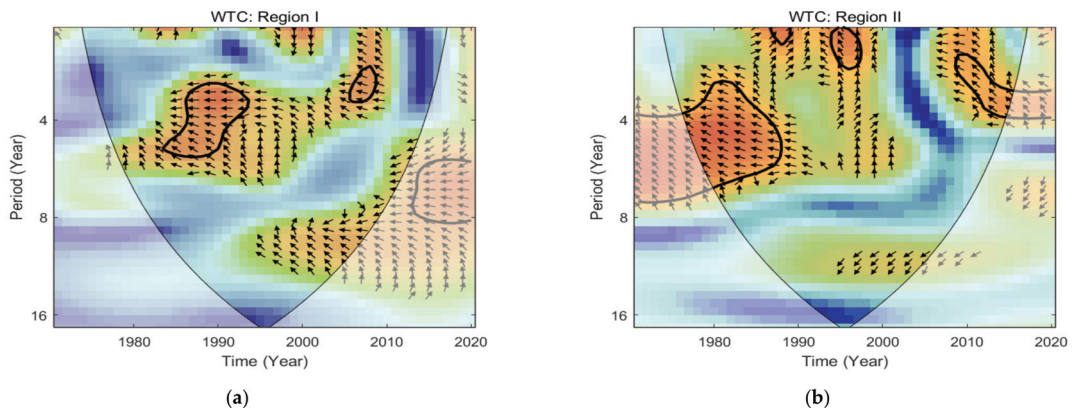 WTC: Region I
Period (Year)
4
8
16
1980 1990 2000 2010 2020
Time (Year)
(a)
WTC: Region II
Period (Year)
4
8
16
1980 1990 2000 2010 2020
Time (Year)
(b)